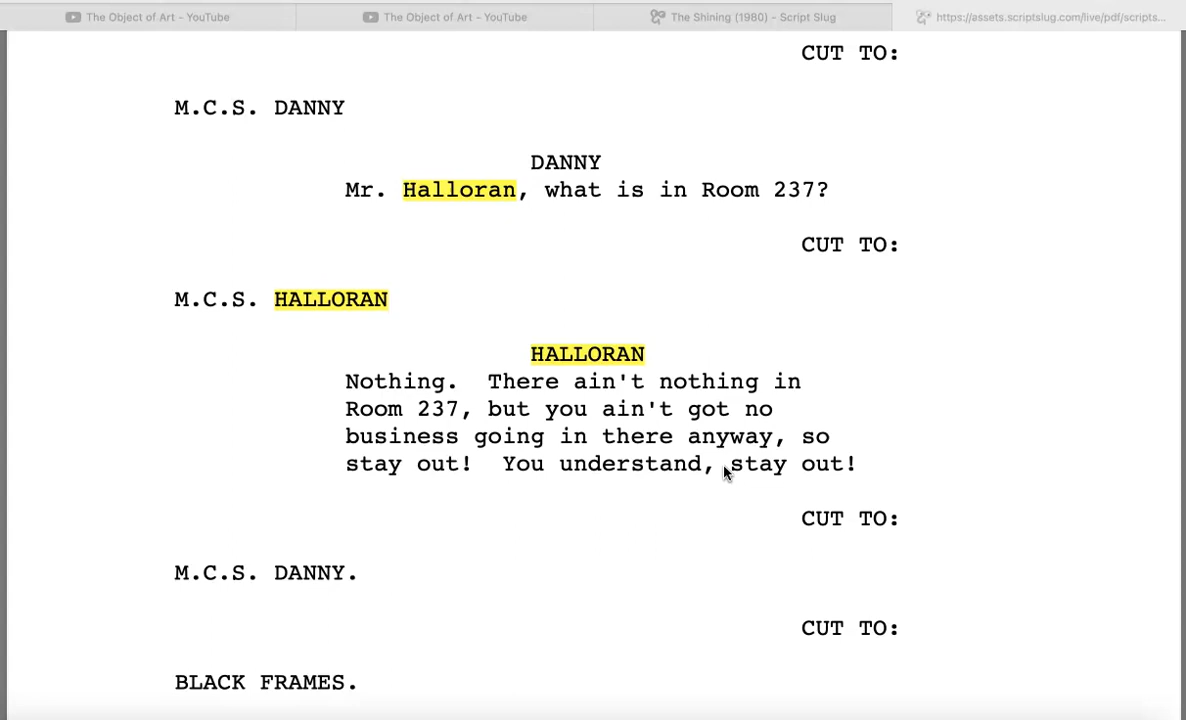 The Object of Art - YouTube
The Object of Art - YouTube
The Shining (1980) - Script Slug
https://assets.scriptslug.com/live/pdf/scripts...
CUT TO:
M.C.S. DANNY
DANNY
Mr. Halloran, what is in Room 237?
CUT TO:
M.C.S. HALLORAN
HALLORAN
Nothing.  There ain't nothing in
Room 237, but you ain't got no
business going in there anyway, so
stay out!  You understand, stay out!
CUT TO:
M.C.S. DANNY.
CUT TO:
BLACK FRAMES.